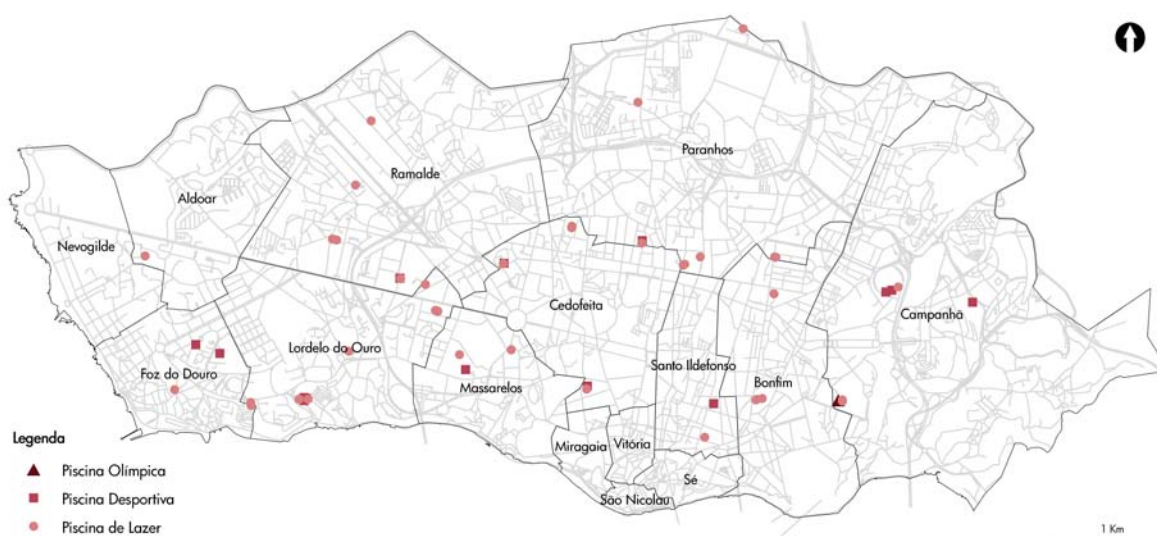 Paranhos
Ramalde
Aldoar
Nevogilde
Cedofeita
Campanhã
Lordelo do Ouro
Santo Ildefonso
Foz do Douro
Massarelos
Bonfim
Legenda
Miragaia
Vitória
Piscina Olímpica
Sé
Piscina Desportiva
São Nicolau
Piscina de Lazer
1 Km